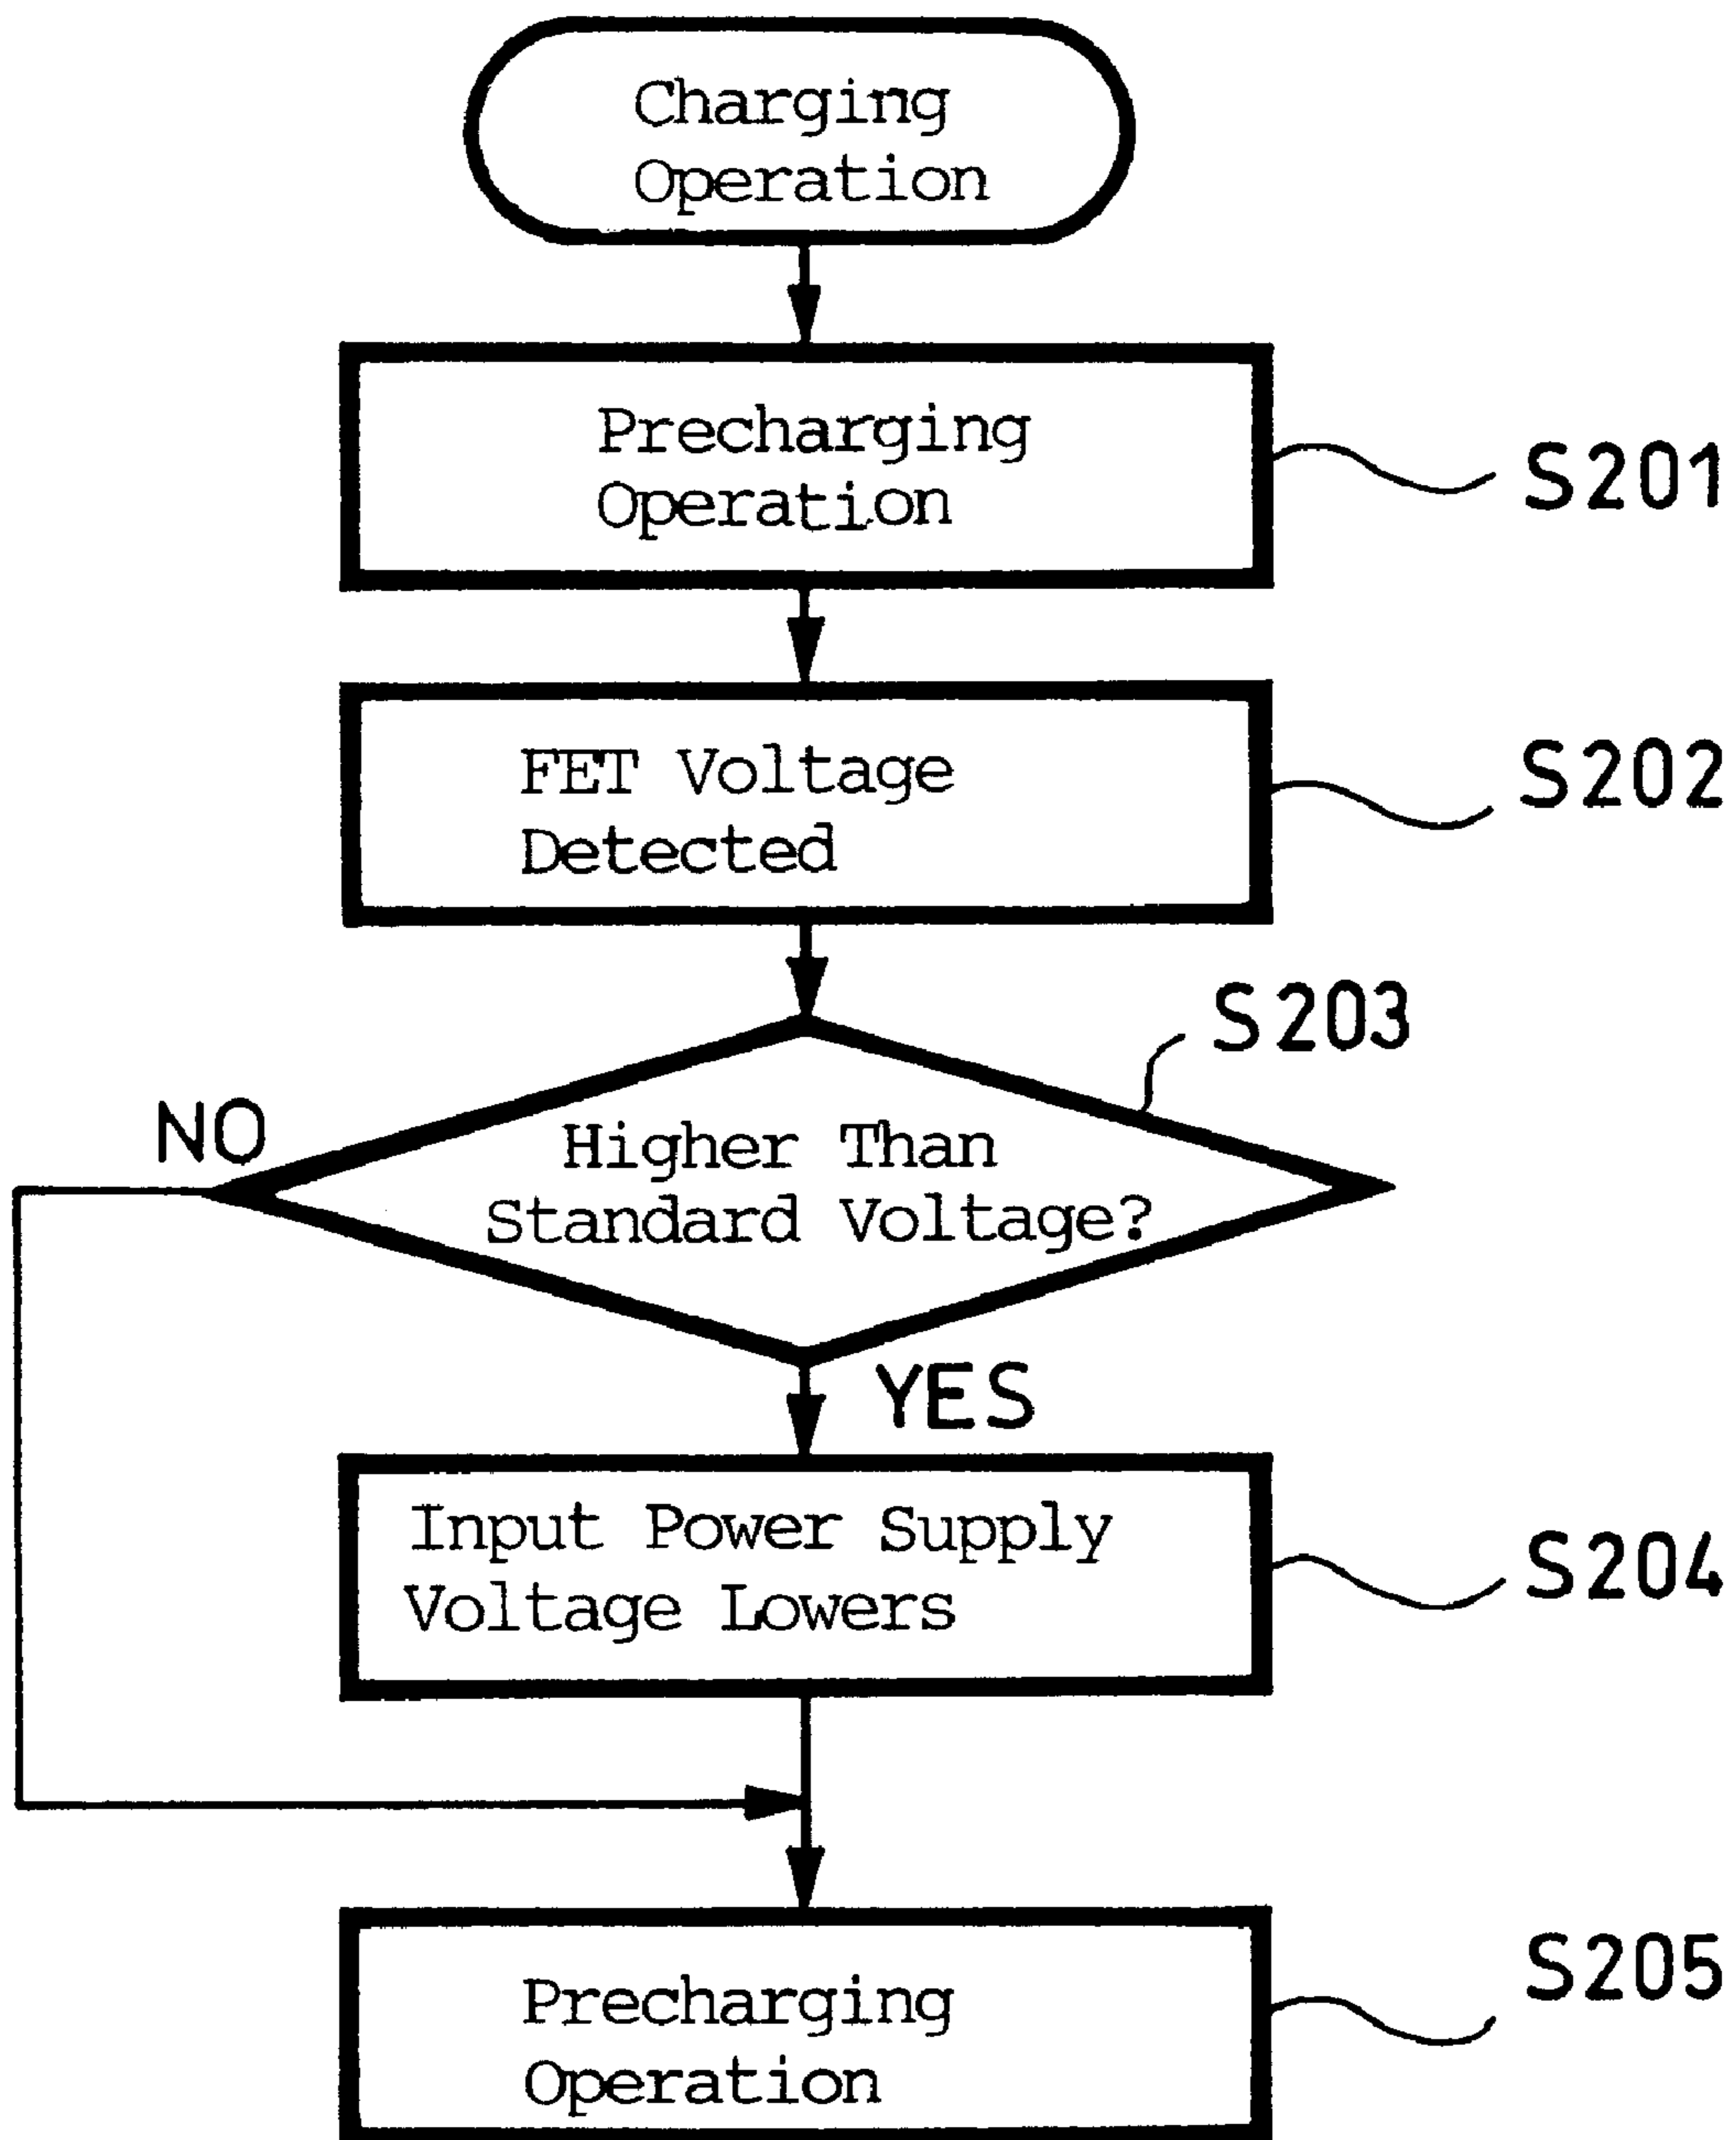 Charging
Operation
Precharging
Operation
S201
FET Voltage
Detected
S202
S203
NO
Higher Than
Standard Voltage?
YES
Input Power Supply
Voltage Lowers
S204
Precharging
Operation
S205